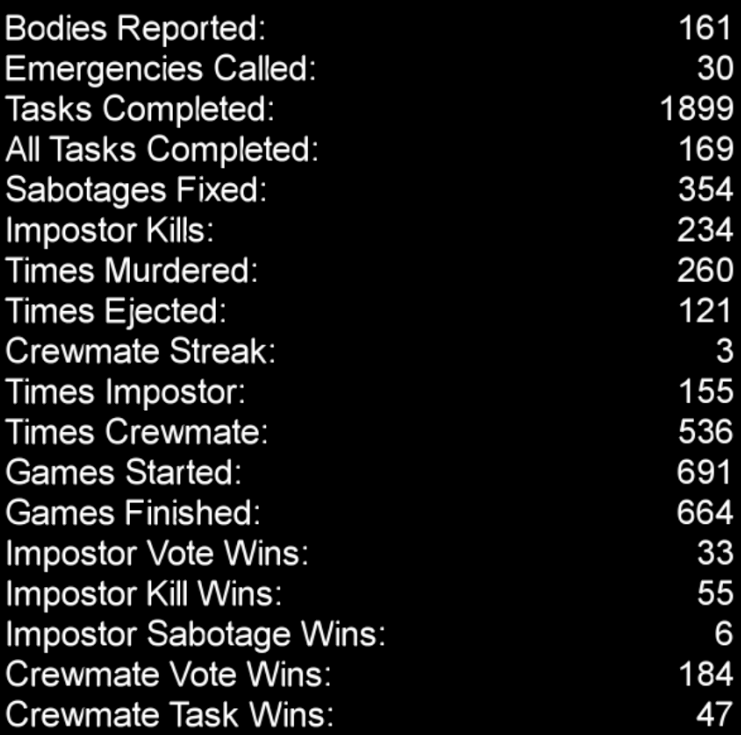 Bodies Reported: 161
Emergencies Called: 30
Tasks Completed: 1899
All Tasks Completed: 169
Sabotages Fixed: 354
Impostor Kills: 234
Times Murdered: 260
Times Ejected: 121
Crewmate Streak: 3
Times Impostor: 155
Times Crewmate: 536
Games Started: 691
Games Finished: 664
Impostor Vote Wins: 33
Impostor Kill Wins: 55
Impostor Sabotage Wins: 6
Crewmate Vote Wins: 184
Crewmate Task Wins: 47